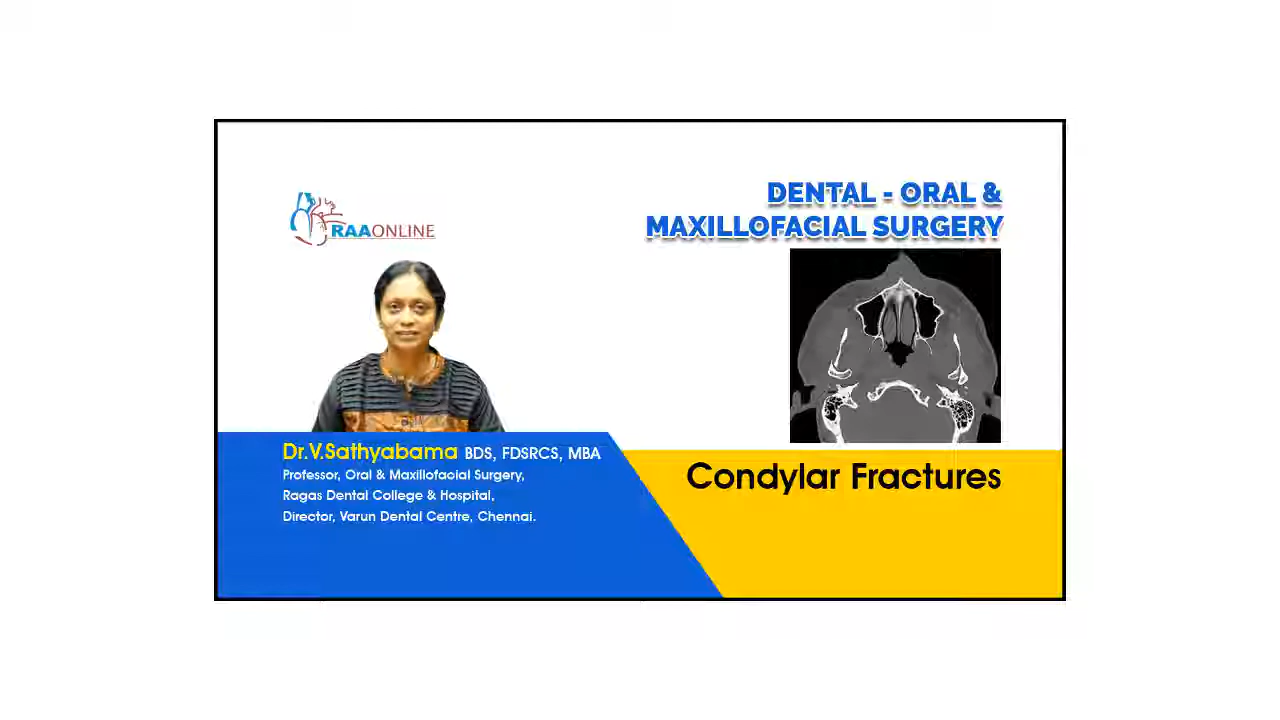 RAAONLINE
DENTAL - ORAL &
MAXILLOFACIAL SURGERY
Dr.V.Sathyabama BDS, FDSRCS, MBA
Professor, Oral & Maxillofacial Surgery,
Ragas Dental College & Hospital,
Director, Varun Dental Centre, Chennai.
Condylar Fractures